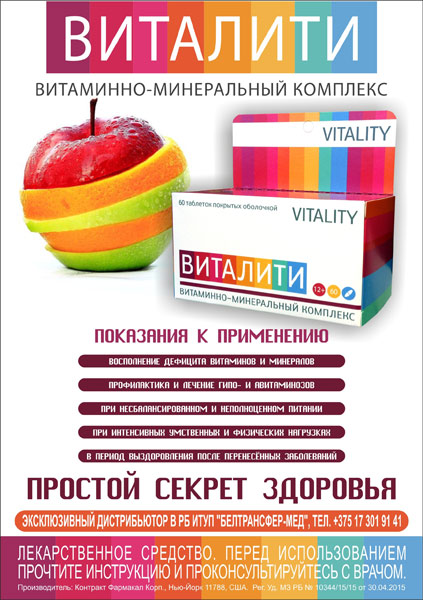 ВИТАЛИТИ
ВИТАМИННО-МИНЕРАЛЬНЫЙ КОМПЛЕКС
VITALITY
60 таблеток покрытых оболочкой
VITALITY
ВИТАЛИТИ
12+ 60
ВИТАМИННО-МИНЕРАЛЬНЫЙ КОМПЛЕКС
ПОКАЗАНИЯ К ПРИМЕНЕНИЮ
ВОСПОЛНЕНИЕ ДЕФИЦИТА ВИТАМИНОВ И МИНЕРАЛОВ
ПРОФИЛАКТИКА И ЛЕЧЕНИЕ ГИПО- И АВИТАМИНОЗОВ
ПРИ НЕСБАЛАНСИРОВАННОМ И НЕПОЛНОЦЕННОМ ПИТАНИИ
ПРИ ИНТЕНСИВНЫХ УМСТВЕННЫХ И ФИЗИЧЕСКИХ НАГРУЗКАХ
В ПЕРИОД ВЫЗДОРОВЛЕНИЯ ПОСЛЕ ПЕРЕНЕСЁННЫХ ЗАБОЛЕВАНИЙ
ПРОСТОЙ СЕКРЕТ ЗДОРОВЬЯ
ЭКСКЛЮЗИВНЫЙ ДИСТРИБЬЮТОР В РБ ИТУП "БЕЛТРАНСФЕР-МЕД", ТЕЛ. +375 17 301 91 41
ЛЕКАРСТВЕННОЕ СРЕДСТВО. ПЕРЕД ИСПОЛЬЗОВАНИЕМ
ПРОЧТИТЕ ИНСТРУКЦИЮ И ПРОКОНСУЛЬТИРУЙТЕСЬ С ВРАЧОМ.
Производитель: Контракт Фармакал Корп., Нью-Йорк 11788, США. Рег. Уд. МЗ РБ № 10344/15/15 от 30.04.2015